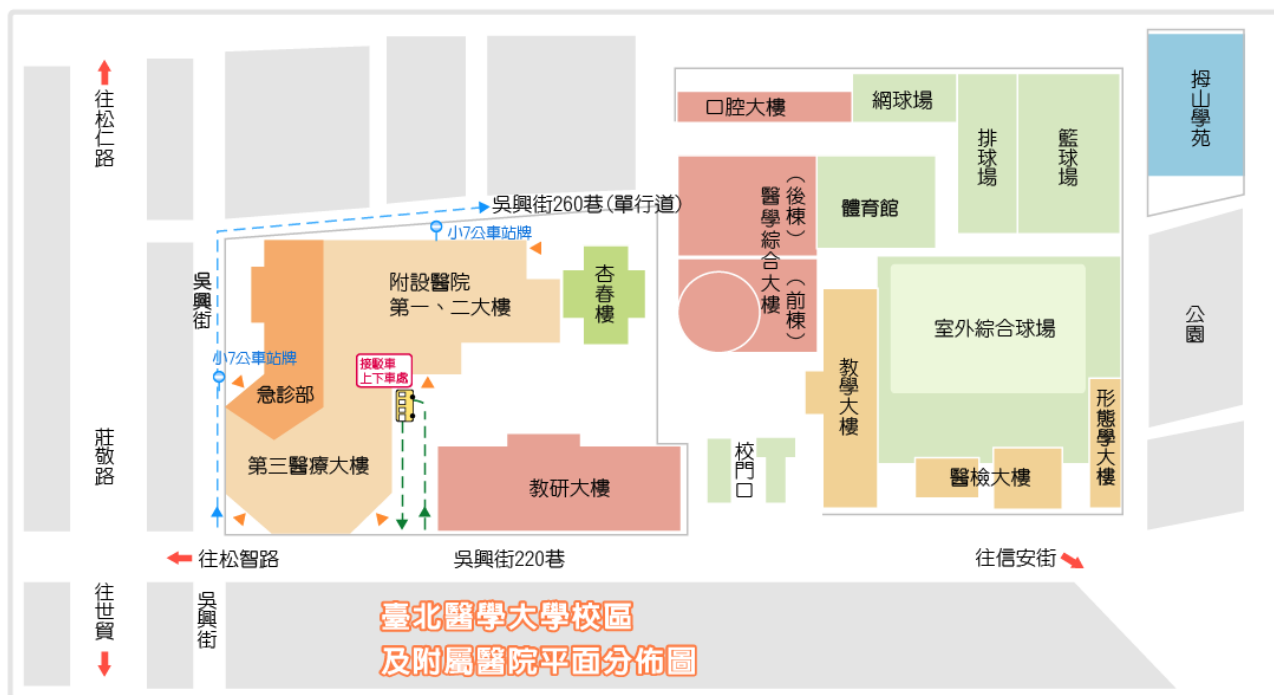 往松仁路
口腔大樓
網球場
排球場
籃球場
拇山學苑
(後棟)
醫學綜合大樓
(前棟)
體育館
吳興街260巷(單行道)
小7公車站牌
吳興街
附設醫院
第一、二大樓
杏春樓
室外綜合球場
公園
小7公車站牌
接駁車
上下車處
急診部
教學大樓
形態學大樓
莊敬路
第三醫療大樓
教研大樓
校門口
醫檢大樓
往松智路
吳興街220巷
往信安街
往世貿
吳興街
臺北醫學大學校區
及附屬醫院平面分佈圖